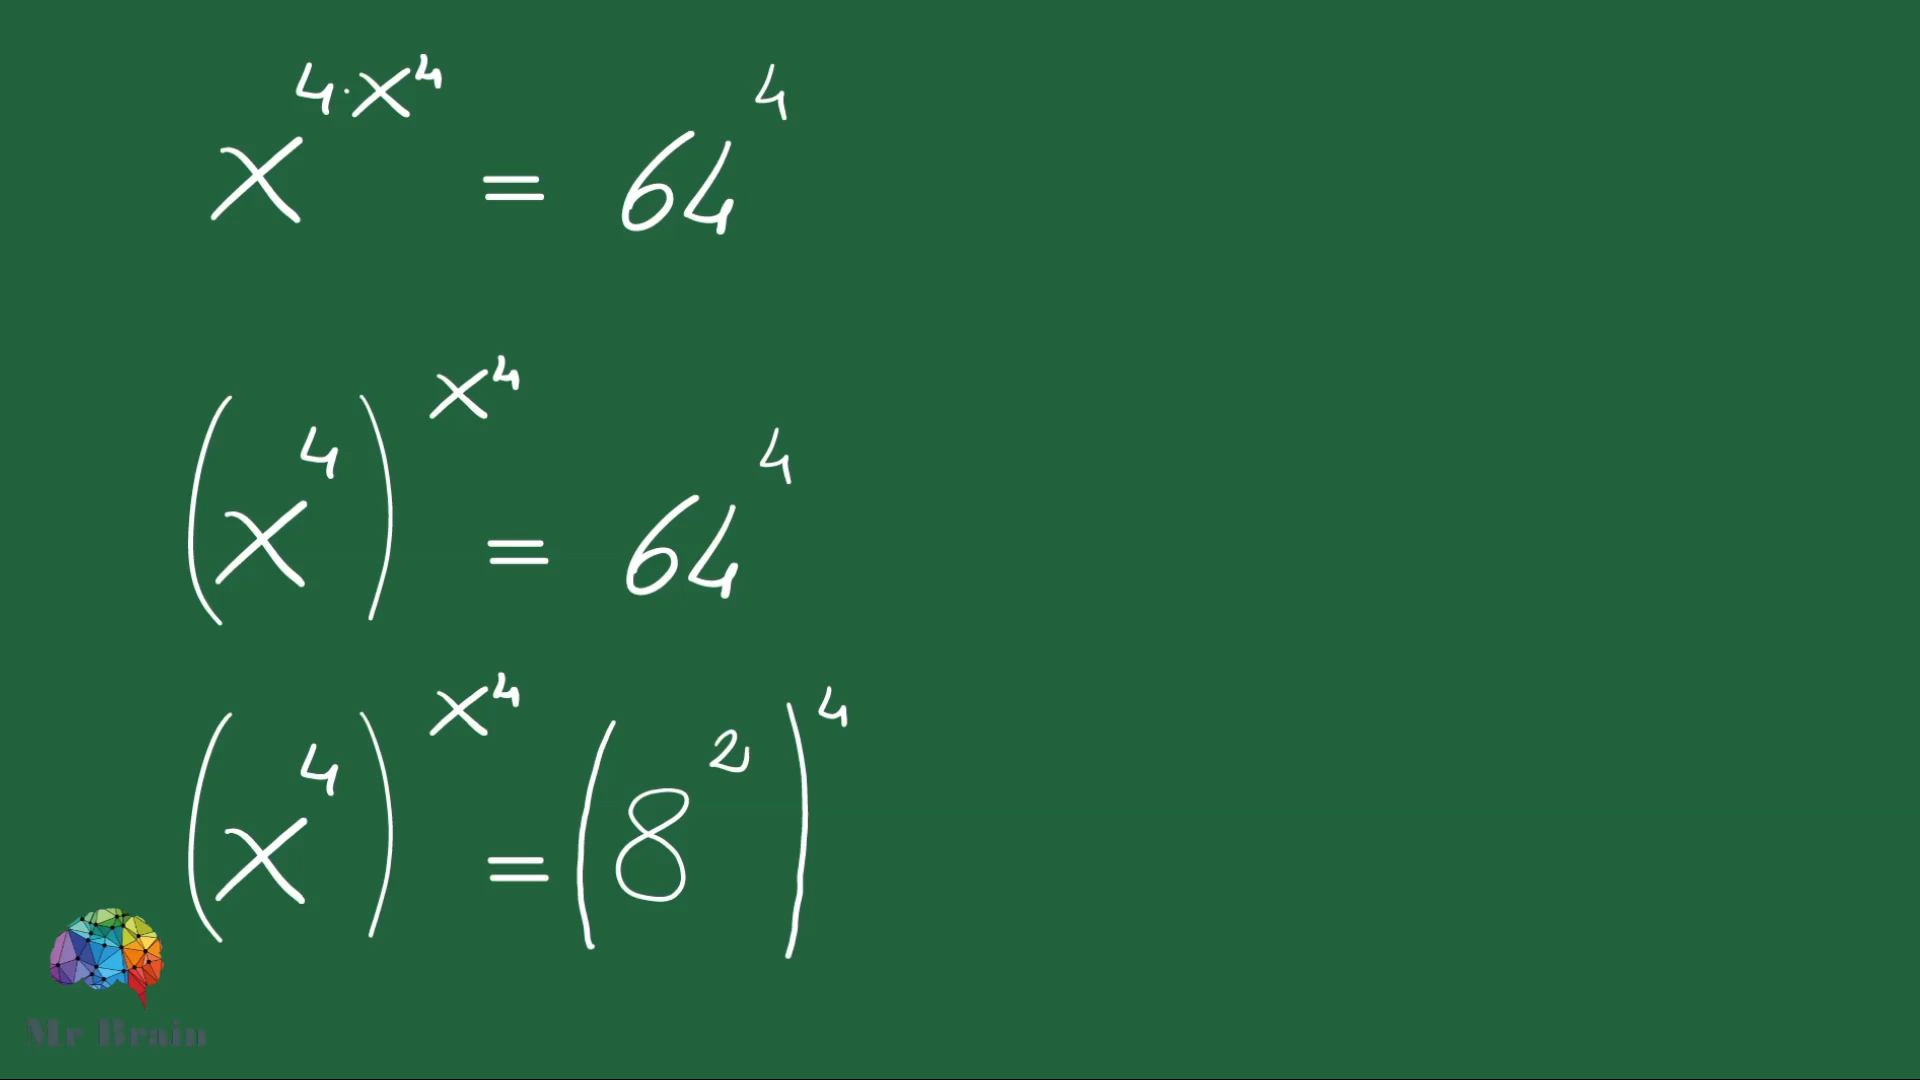 x^{4·x^4} = 64^4
(x^4)^{x^4} = 64^4
(x^4)^{x^4} = (8^2)^4
Mr Brain